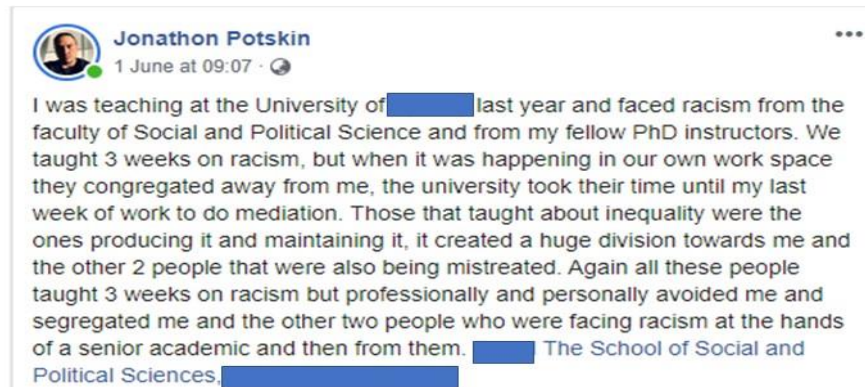 Jonathon Potskin
1 June at 09:07 ·
I was teaching at the University of last year and faced racism from the
faculty of Social and Political Science and from my fellow PhD instructors. We
taught 3 weeks on racism, but when it was happening in our own work space
they congregated away from me, the university took their time until my last
week of work to do mediation. Those that taught about inequality were the
ones producing it and maintaining it, it created a huge division towards me and
the other 2 people that were also being mistreated. Again all these people
taught 3 weeks on racism but professionally and personally avoided me and
segregated me and the other two people who were facing racism at the hands
of a senior academic and then from them. The School of Social and
Political Sciences,